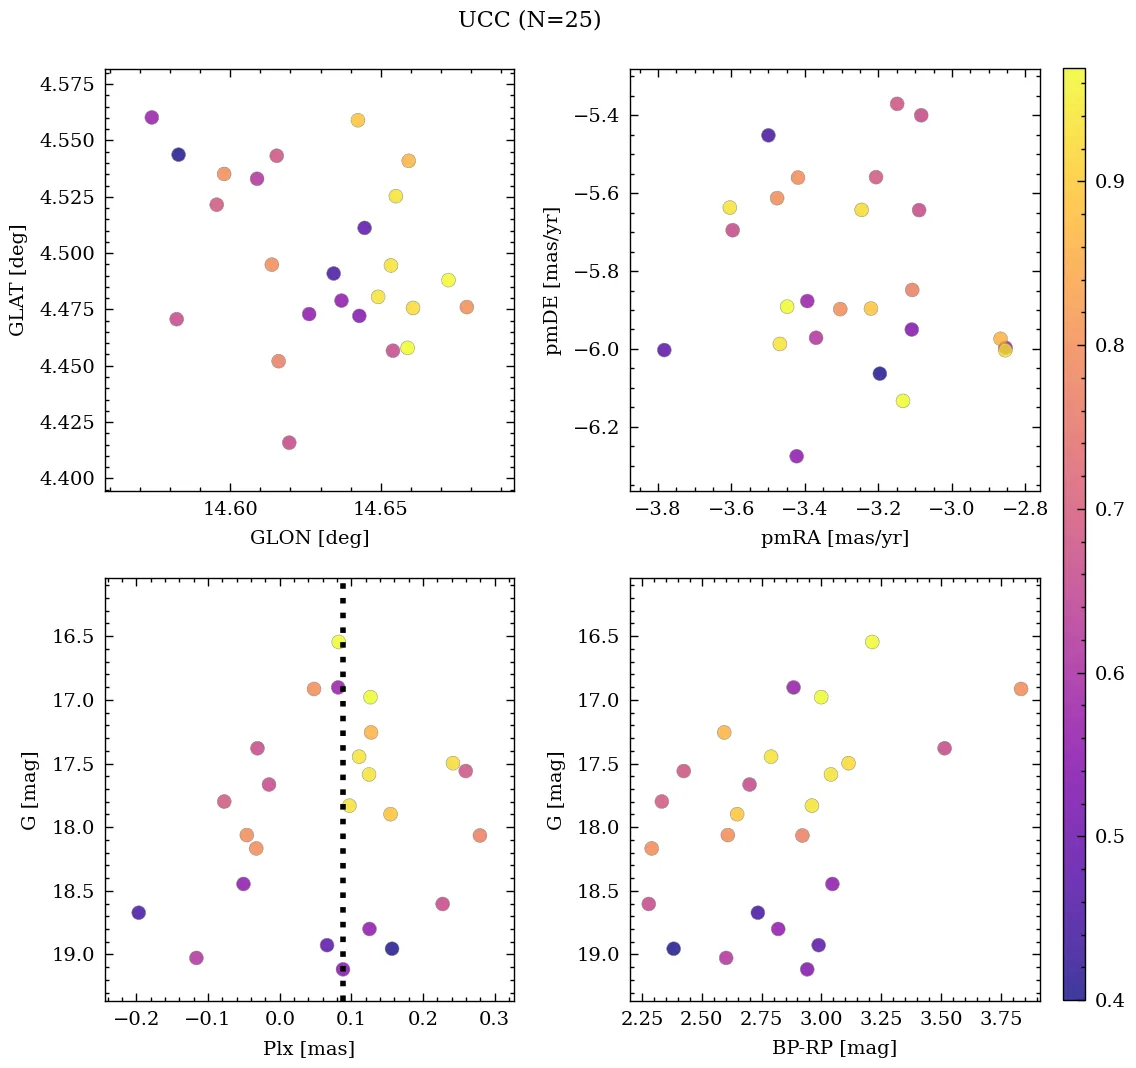 UCC (N=25)
4.575
4.550
4.525
4.500
4.475
4.450
4.425
4.400
GLAT [deg]
14.60 14.65
GLON [deg]
−5.4
−5.6
−5.8
−6.0
−6.2
pmDE [mas/yr]
−3.8 −3.6 −3.4 −3.2 −3.0 −2.8
pmRA [mas/yr]
16.5
17.0
17.5
18.0
18.5
19.0
G [mag]
−0.2 −0.1 0.0 0.1 0.2 0.3
Plx [mas]
16.5
17.0
17.5
18.0
18.5
19.0
G [mag]
2.25 2.50 2.75 3.00 3.25 3.50 3.75
BP-RP [mag]
0.9
0.8
0.7
0.6
0.5
0.4